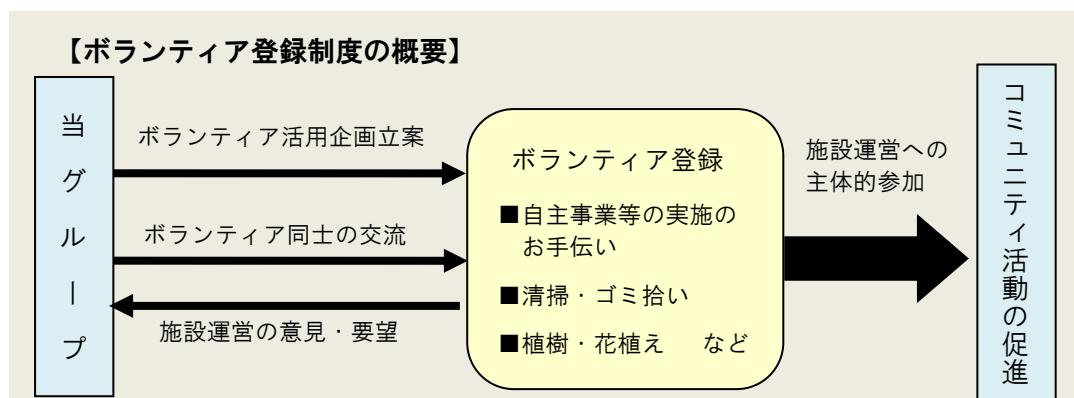 【ボランティア登録制度の概要】
当グループ
ボランティア活用企画立案
ボランティア同士の交流
施設運営の意見・要望
ボランティア登録
■自主事業等の実施の
お手伝い
■清掃・ゴミ拾い
■植樹・花植え　など
施設運営への
主体的参加
コミュニティ活動の促進